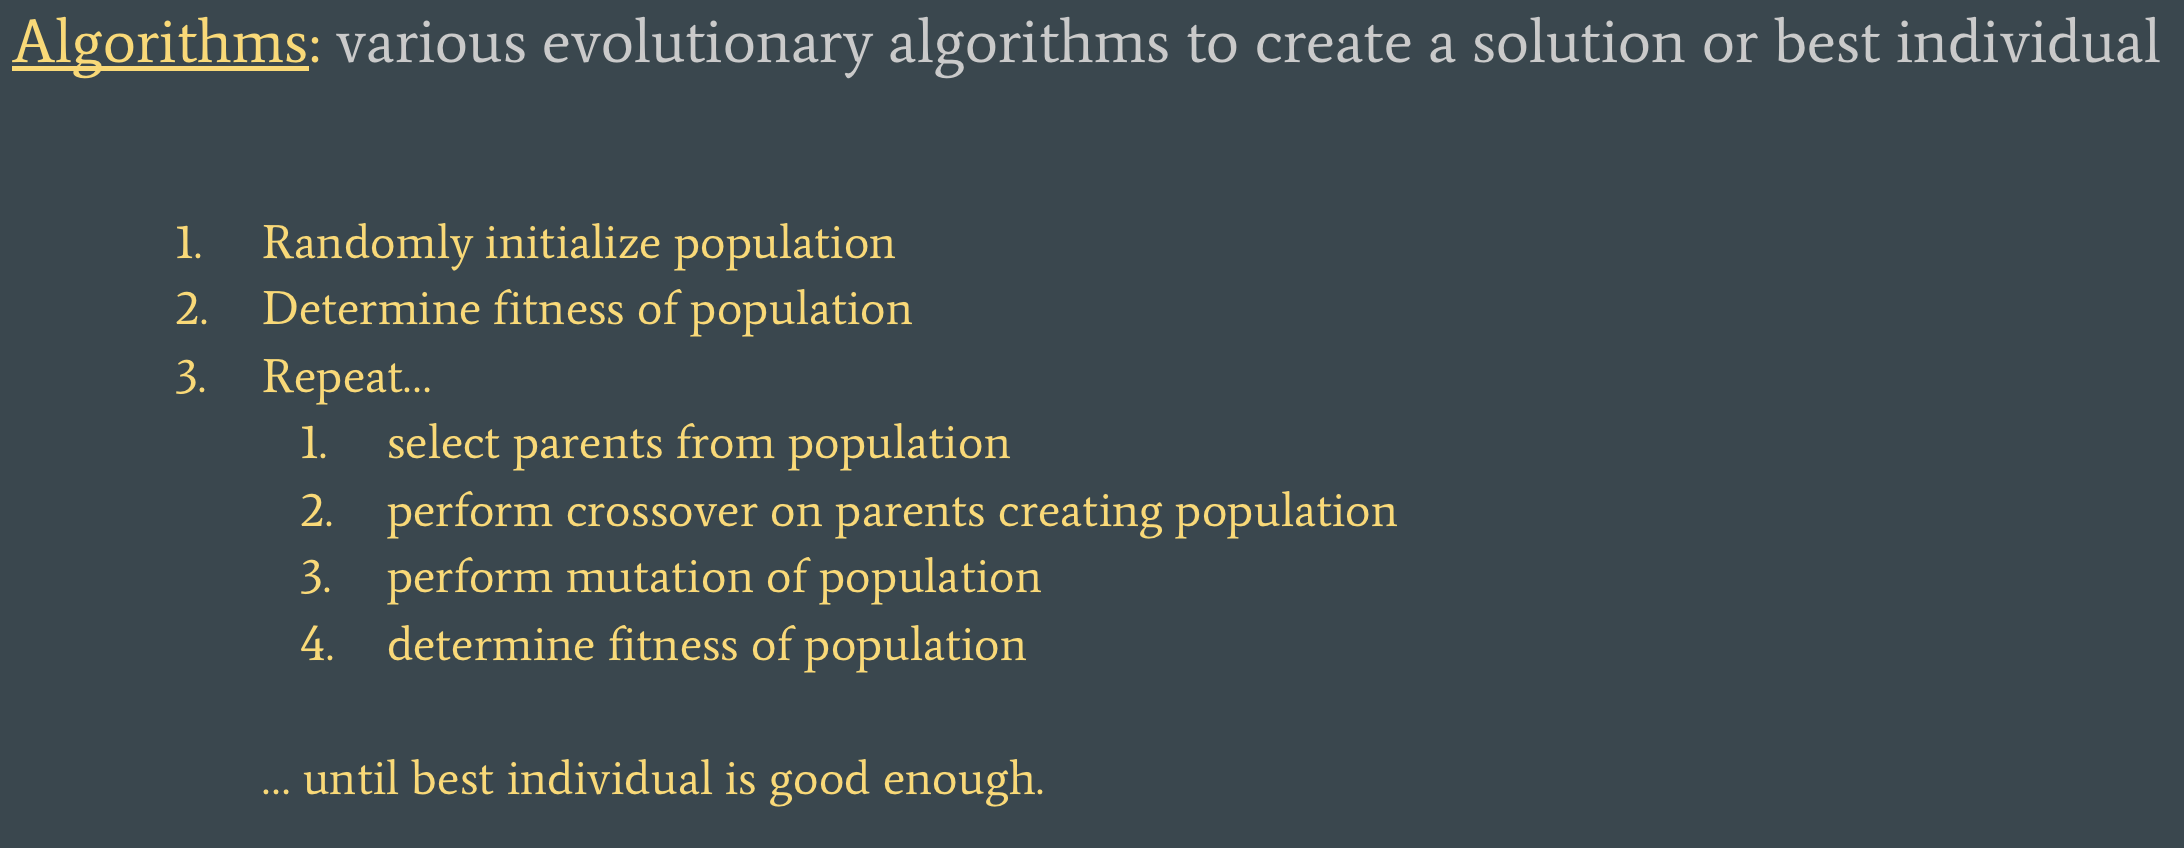 Algorithms: various evolutionary algorithms to create a solution or best individual
1. Randomly initialize population
2. Determine fitness of population
3. Repeat...
1. select parents from population
2. perform crossover on parents creating population
3. perform mutation of population
4. determine fitness of population
... until best individual is good enough.